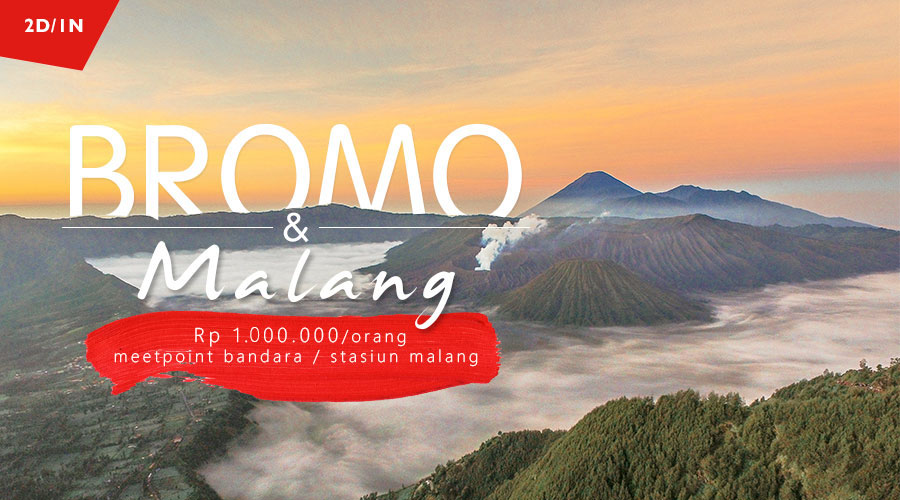 2D/1N
BROMO
&
Malang
Rp 1.000.000/orang
meetpoint bandara / stasiun malang